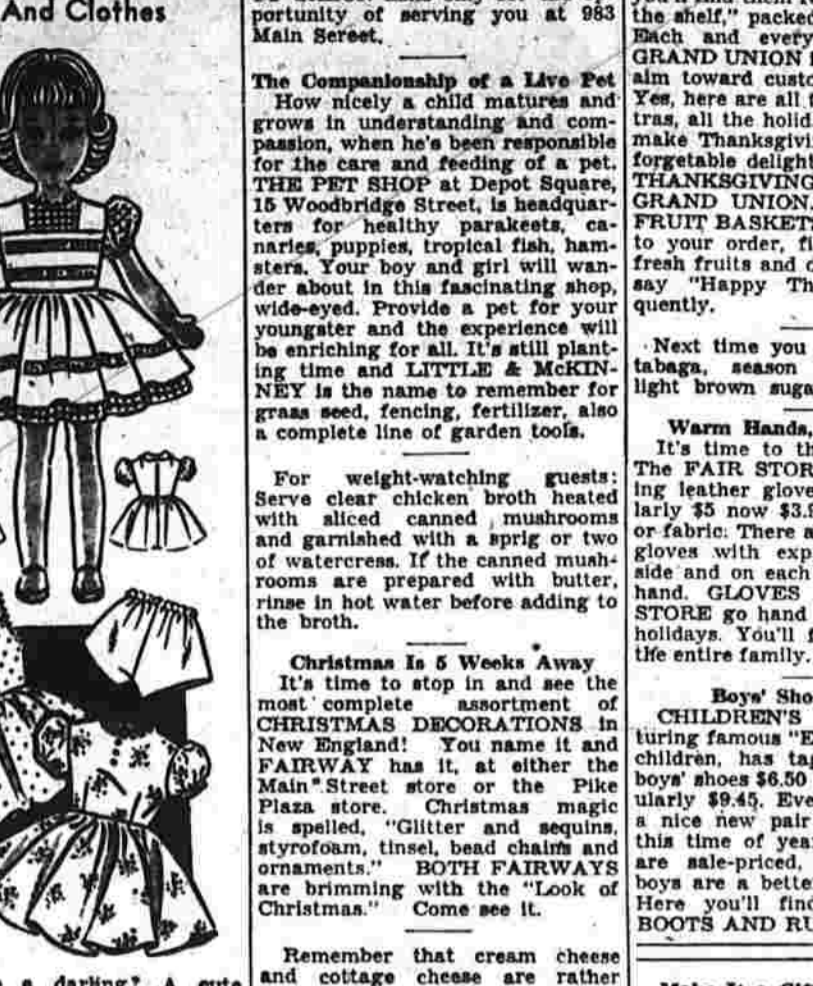 And Clothes
portunity of serving you at 983
Main Sereet.
The Companionship of a Live Pet
How nicely a child matures and
grows in understanding and com-
passion, when he's been responsible
for the care and feeding of a pet.
THE PET SHOP at Depot Square,
15 Woodbridge Street, is headquar-
ters for healthy parakeets, ca-
naries, puppies, tropical fish, ham-
sters. Your boy and girl will wan-
der about in this fascinating shop,
wide-eyed. Provide a pet for your
youngster and the experience will
be enriching for all. It's still plant-
ing time and LITTLE & McKIN-
NEY is the name to remember for
grass seed, fencing, fertilizer, also
a complete line of garden tools.
For weight-watching guests:
Serve clear chicken broth heated
with sliced canned mushrooms
and garnished with a sprig or two
of watercress. If the canned mush-
rooms are prepared with butter,
rinse in hot water before adding to
the broth.
Christmas Is 5 Weeks Away
It's time to stop in and see the
most complete assortment of
CHRISTMAS DECORATIONS in
New England! You name it and
FAIRWAY has it, at either the
Main Street store or the Pike
Plaza store. Christmas magic
is spelled, "Glitter and sequins,
styrofoam, tinsel, bead chains and
ornaments." BOTH FAIRWAYS
are brimming with the "Look of
Christmas." Come see it.
Remember that cream cheese
and cottage cheese are rather
the shelf," packed
Each and every
GRAND UNION
aim toward custo
Yes, here are all
tras, all the holid
make Thanksgivi
forgetable delight
THANKSGIVING
GRAND UNION.
FRUIT BASKETS
to your order, fi
fresh fruits and
say "Happy Th
quently.
Next time you
tabaga, season
light brown suga
Warm Hands,
It's time to th
The FAIR STOR
ing leather glove
larly $5 now $3.9
or fabric. There a
gloves with exp
side and on each
hand. GLOVES
STORE go hand
holidays. You'll f
the entire family.
Boys' Sho
CHILDREN'S
turing famous "E
children, has tag
boys' shoes $6.50
ularly $9.45. Eve
a nice new pair
this time of year
are sale-priced,
boys are a bette
Here you'll find
BOOTS AND RU
a darling? A cute